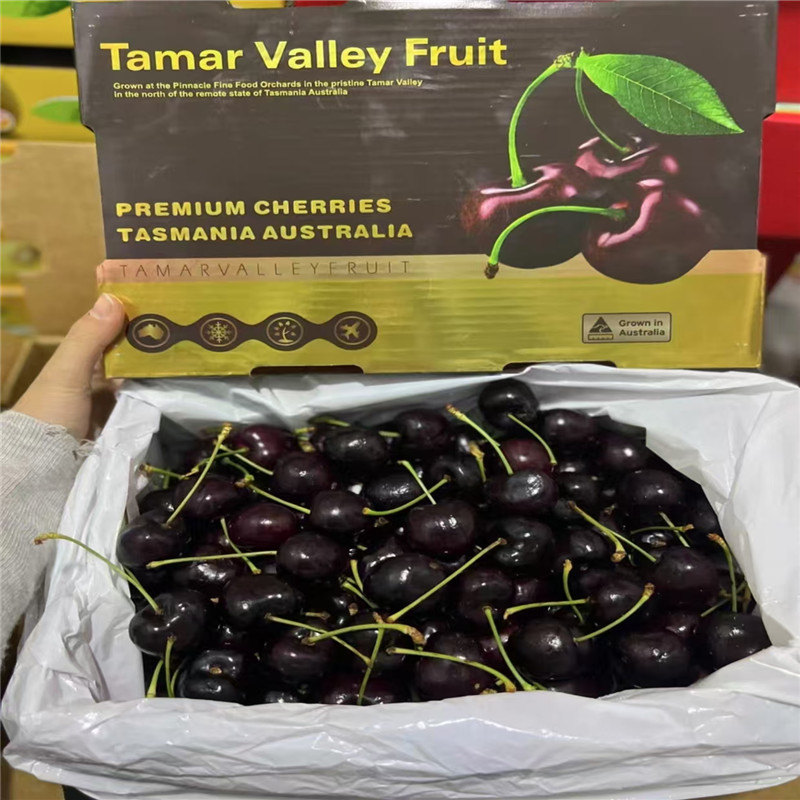 Tamar Valley Fruit
Grown at the Pinnacle Fine Food Orchards in the pristine Tamar Valley
in the north of the remote state of Tasmania Australia
PREMIUM CHERRIES
TASMANIA AUSTRALIA
TAMARVALLEYFRUIT
Grown in
Australia